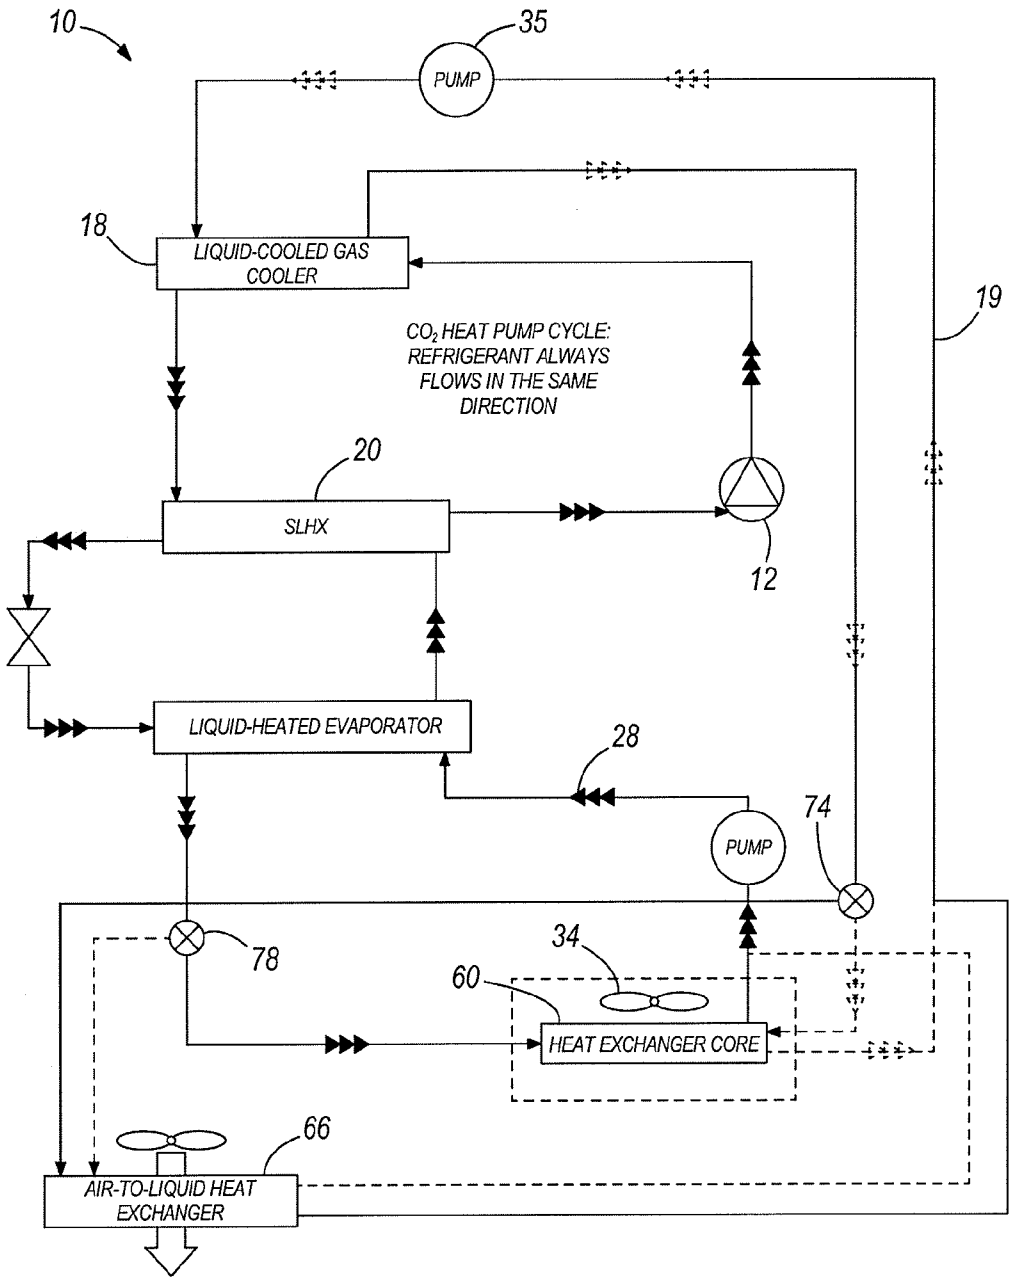 10
35
PUMP
18
LIQUID-COOLED GAS
COOLER
19
CO₂ HEAT PUMP CYCLE:
REFRIGERANT ALWAYS
FLOWS IN THE SAME
DIRECTION
20
SLHX
12
LIQUID-HEATED EVAPORATOR
28
74
PUMP
78
34
60
HEAT EXCHANGER CORE
66
AIR-TO-LIQUID HEAT
EXCHANGER